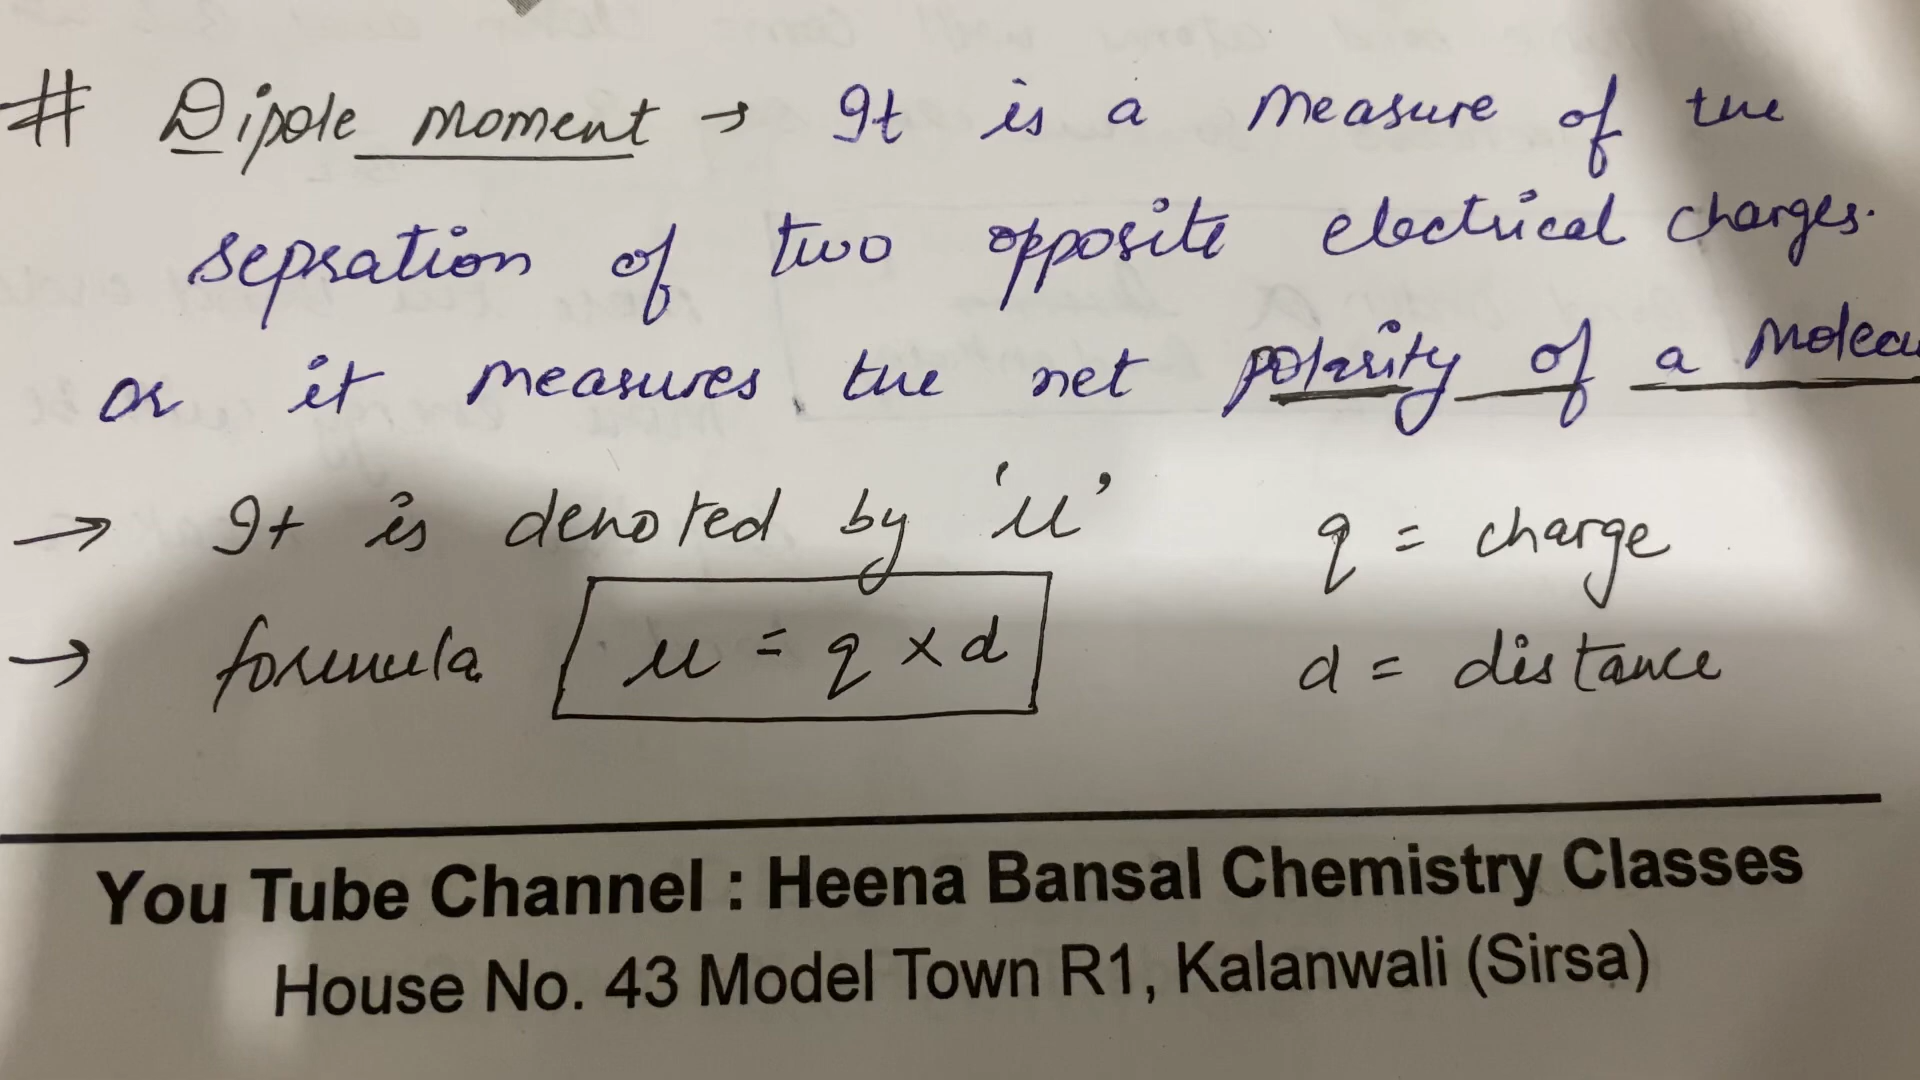 # Dipole moment → It is a measure of the
sepration of two opposite electrical charges.
or it measures the net polarity of a molecu
→ It is denoted by 'u' q = charge
→ formula u = q × d d = distance
You Tube Channel : Heena Bansal Chemistry Classes
House No. 43 Model Town R1, Kalanwali (Sirsa)